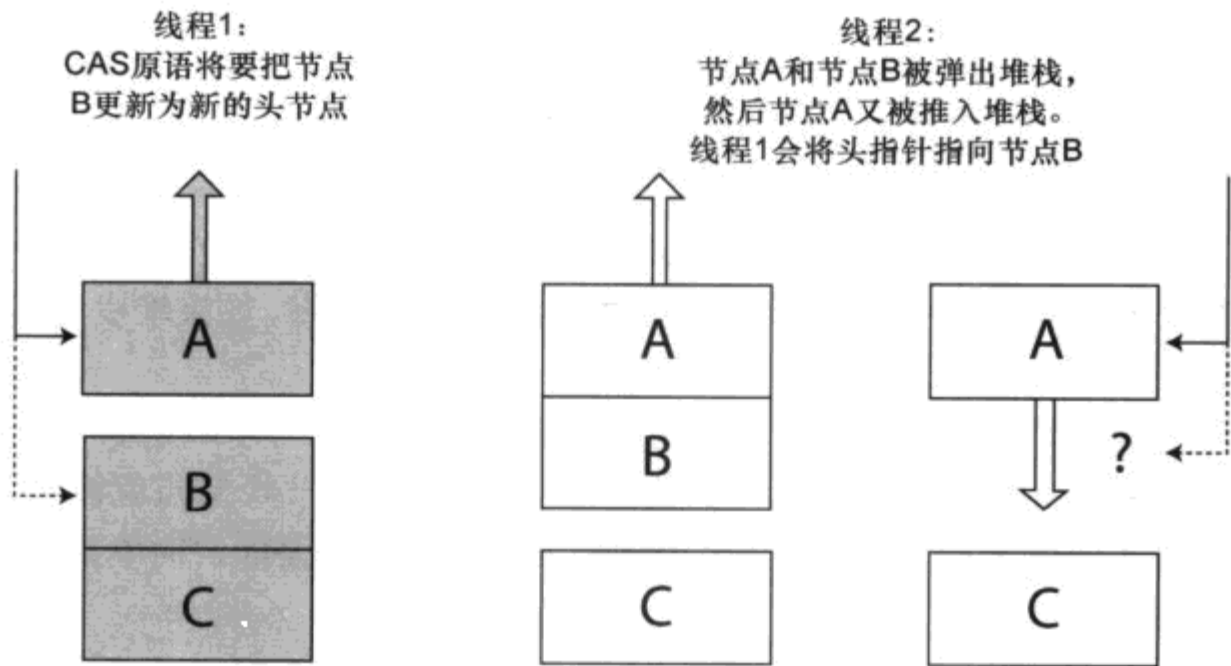 线程1：
CAS原语将要把节点
B更新为新的头节点
线程2：
节点A和节点B被弹出堆栈，
然后节点A又被推入堆栈。
线程1会将头指针指向节点B
A
B
C
A
B
C
A
?
C